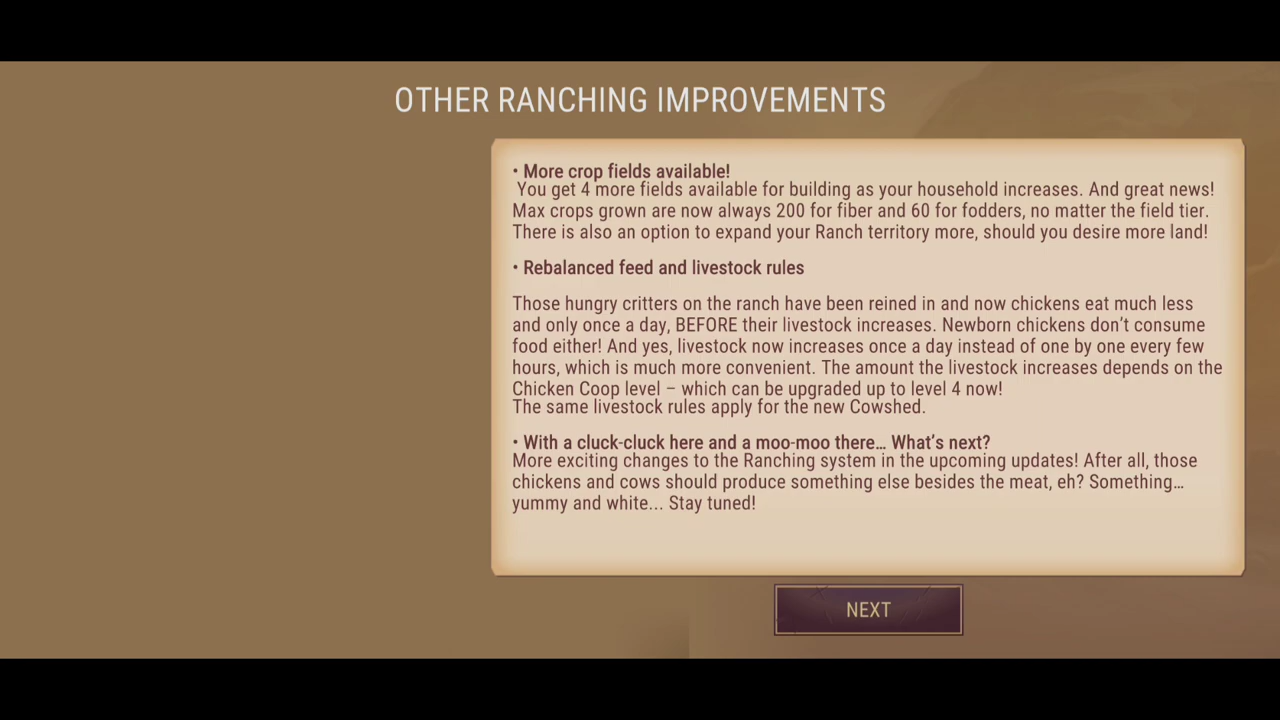 OTHER RANCHING IMPROVEMENTS
• More crop fields available!
You get 4 more fields available for building as your household increases. And great news!
Max crops grown are now always 200 for fiber and 60 for fodders, no matter the field tier.
There is also an option to expand your Ranch territory more, should you desire more land!
• Rebalanced feed and livestock rules
Those hungry critters on the ranch have been reined in and now chickens eat much less
and only once a day, BEFORE their livestock increases. Newborn chickens don’t consume
food either! And yes, livestock now increases once a day instead of one by one every few
hours, which is much more convenient. The amount the livestock increases depends on the
Chicken Coop level – which can be upgraded up to level 4 now!
The same livestock rules apply for the new Cowshed.
• With a cluck-cluck here and a moo-moo there… What’s next?
More exciting changes to the Ranching system in the upcoming updates! After all, those
chickens and cows should produce something else besides the meat, eh? Something…
yummy and white... Stay tuned!
NEXT